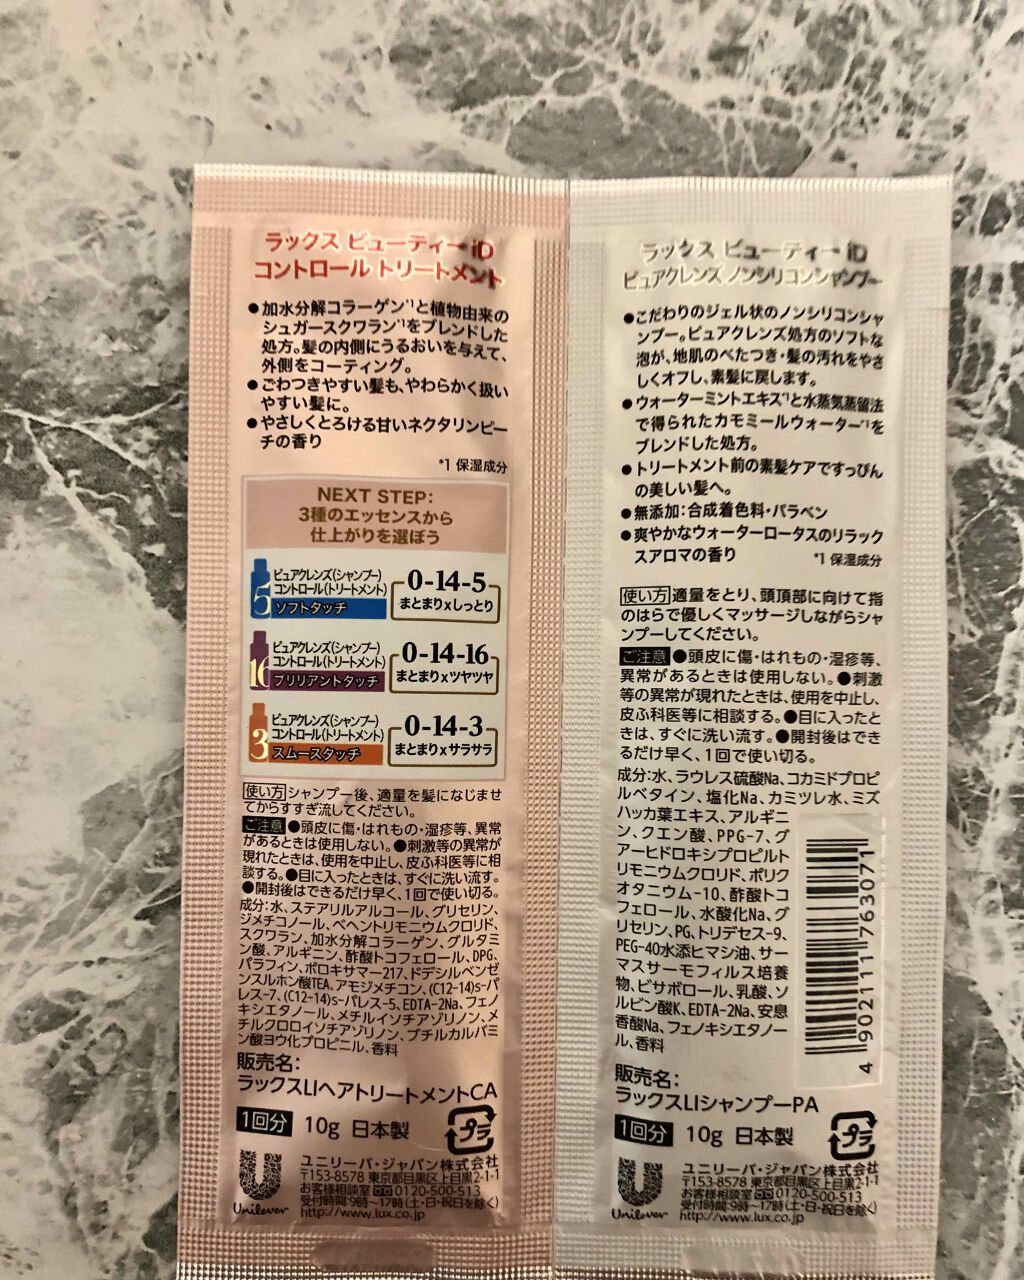 ラックス ビューティー iD
コントロール トリートメント
●加水分解コラーゲン*1と植物由来の
シュガースクワラン*1をブレンドした
処方。髪の内側にうるおいを与えて、
外側をコーティング。
●ごわつきやすい髪も、やわらかく扱い
やすい髪に。
●やさしくとろける甘いネクタリンピー
チの香り
*1 保湿成分
NEXT STEP:
3種のエッセンスから
仕上がりを選ぼう
5
ピュアクレンズ(シャンプー)
コントロール(トリートメント)
ソフトタッチ
0-14-5
まとまりxしっとり
16
ピュアクレンズ(シャンプー)
コントロール(トリートメント)
ブリリアントタッチ
0-14-16
まとまりxツヤツヤ
3
ピュアクレンズ(シャンプー)
コントロール(トリートメント)
スムースタッチ
0-14-3
まとまりxサラサラ
使い方 シャンプー後、適量を髪になじませ
てからすすぎ流してください。
ご注意 ●頭皮に傷・はれもの・湿疹等、異常
があるときは使用しない。●刺激等の異常が
現れたときは、使用を中止し、皮ふ科医等に相
談する。●目に入ったときは、すぐに洗い流す。
●開封後はできるだけ早く、1回で使い切る。
成分:水、ステアリルアルコール、グリセリン、
ジメチコノール、ベヘントリモニウムクロリド、
スクワラン、加水分解コラーゲン、グルタミ
ン酸、アルギニン、酢酸トコフェロール、DPG、
パラフィン、ポロキサマー217、ドデシルベンゼ
ンスルホン酸TEA、アモジメチコン、(C12-14)s-パ
レス-7、(C12-14)s-パレス-5、EDTA-2Na、フェノ
キシエタノール、メチルイソチアゾリノン、メ
チルクロロイソチアゾリノン、ブチルカルバミ
ン酸ヨウ化プロピニル、香料
販売名:
ラックスLIヘアトリートメントCA
1回分 10g 日本製
プラ
Unilever
ユニリーバ・ジャパン株式会社
〒153-8578 東京都目黒区上目黒2-1-1
お客様相談室 0120-500-513
受付時間:9時〜17時(土・日・祝日を除く)
http://www.lux.co.jp
ラックス ビューティー iD
ピュアクレンズ ノンシリコンシャンプー
●こだわりのジェル状のノンシリコンシャ
ンプー。ピュアクレンズ処方のソフトな
泡が、地肌のべたつき・髪の汚れをやさ
しくオフし、素髪に戻します。
●ウォーターミントエキス*1と水蒸気蒸留法
で得られたカモミールウォーター*1を
ブレンドした処方。
●トリートメント前の素髪ケアですっぴん
の美しい髪へ。
●無添加:合成着色料・パラベン
●爽やかなウォーターロータスのリラック
スアロマの香り *1 保湿成分
使い方 適量をとり、頭頂部に向けて指
のはらで優しくマッサージしながらシャ
ンプーしてください。
ご注意 ●頭皮に傷・はれもの・湿疹等、
異常があるときは使用しない。●刺激
等の異常が現れたときは、使用を中止し、
皮ふ科医等に相談する。●目に入ったと
きは、すぐに洗い流す。●開封後はでき
るだけ早く、1回で使い切る。
成分:水、ラウレス硫酸Na、コカミドプロピ
ルベタイン、塩化Na、カミツレ水、ミズ
ハッカ葉エキス、アルギニ
ン、クエン酸、PPG-7、グ
アーヒドロキシプロピルト
リモニウムクロリド、ポリク
オタニウム-10、酢酸トコ
フェロール、水酸化Na、グ
リセリン、PG、トリデセス-9、
PEG-40水添ヒマシ油、サー
マスサーモフィルス培養
物、ビサボロール、乳酸、ソ
ルビン酸K、EDTA-2Na、安息
香酸Na、フェノキシエタノー
ル、香料
4 902111 763071
販売名:
ラックスLIシャンプーPA
1回分 10g 日本製
プラ
Unilever
ユニリーバ・ジャパン株式会社
〒153-8578 東京都目黒区上目黒2-1-1
お客様相談室 0120-500-513
受付時間:9時〜17時(土・日・祝日を除く)
http://www.lux.co.jp